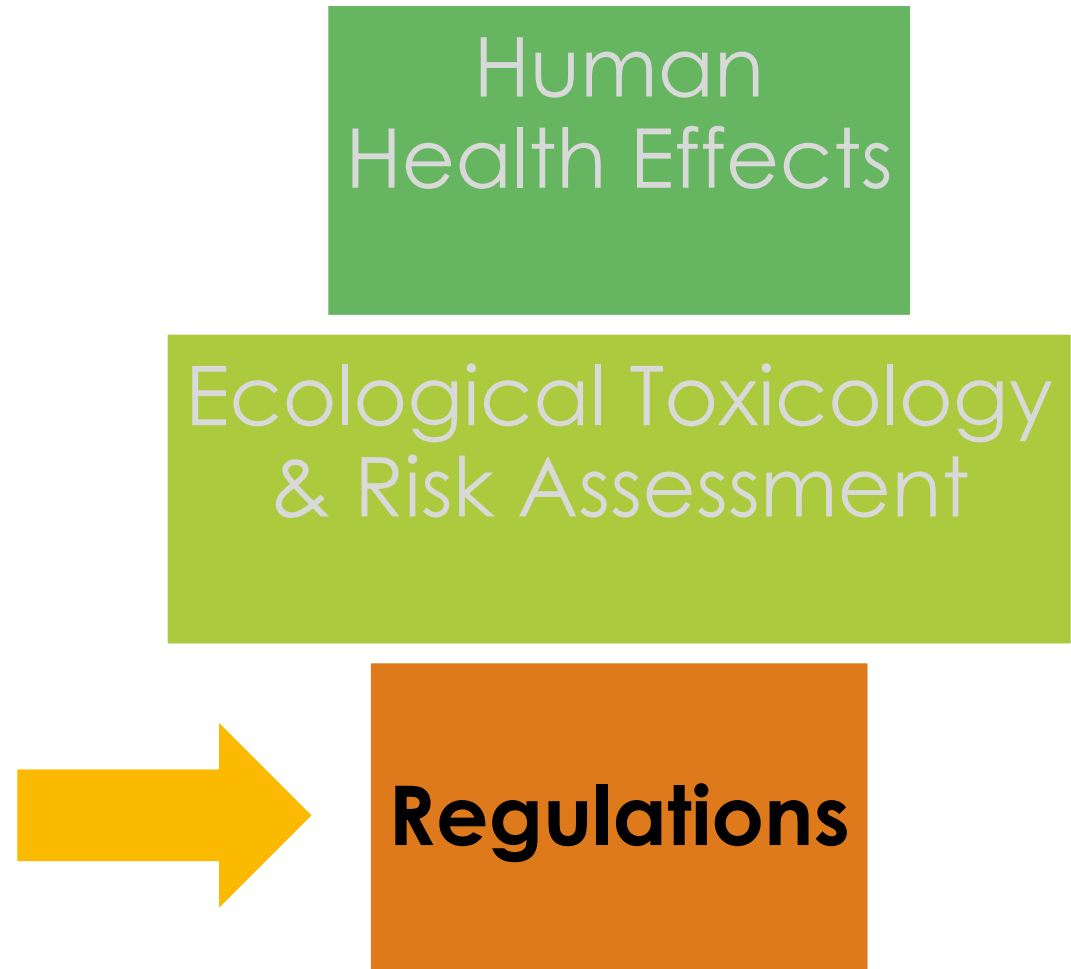 Human
Health Effects
Ecological Toxicology
& Risk Assessment
Regulations